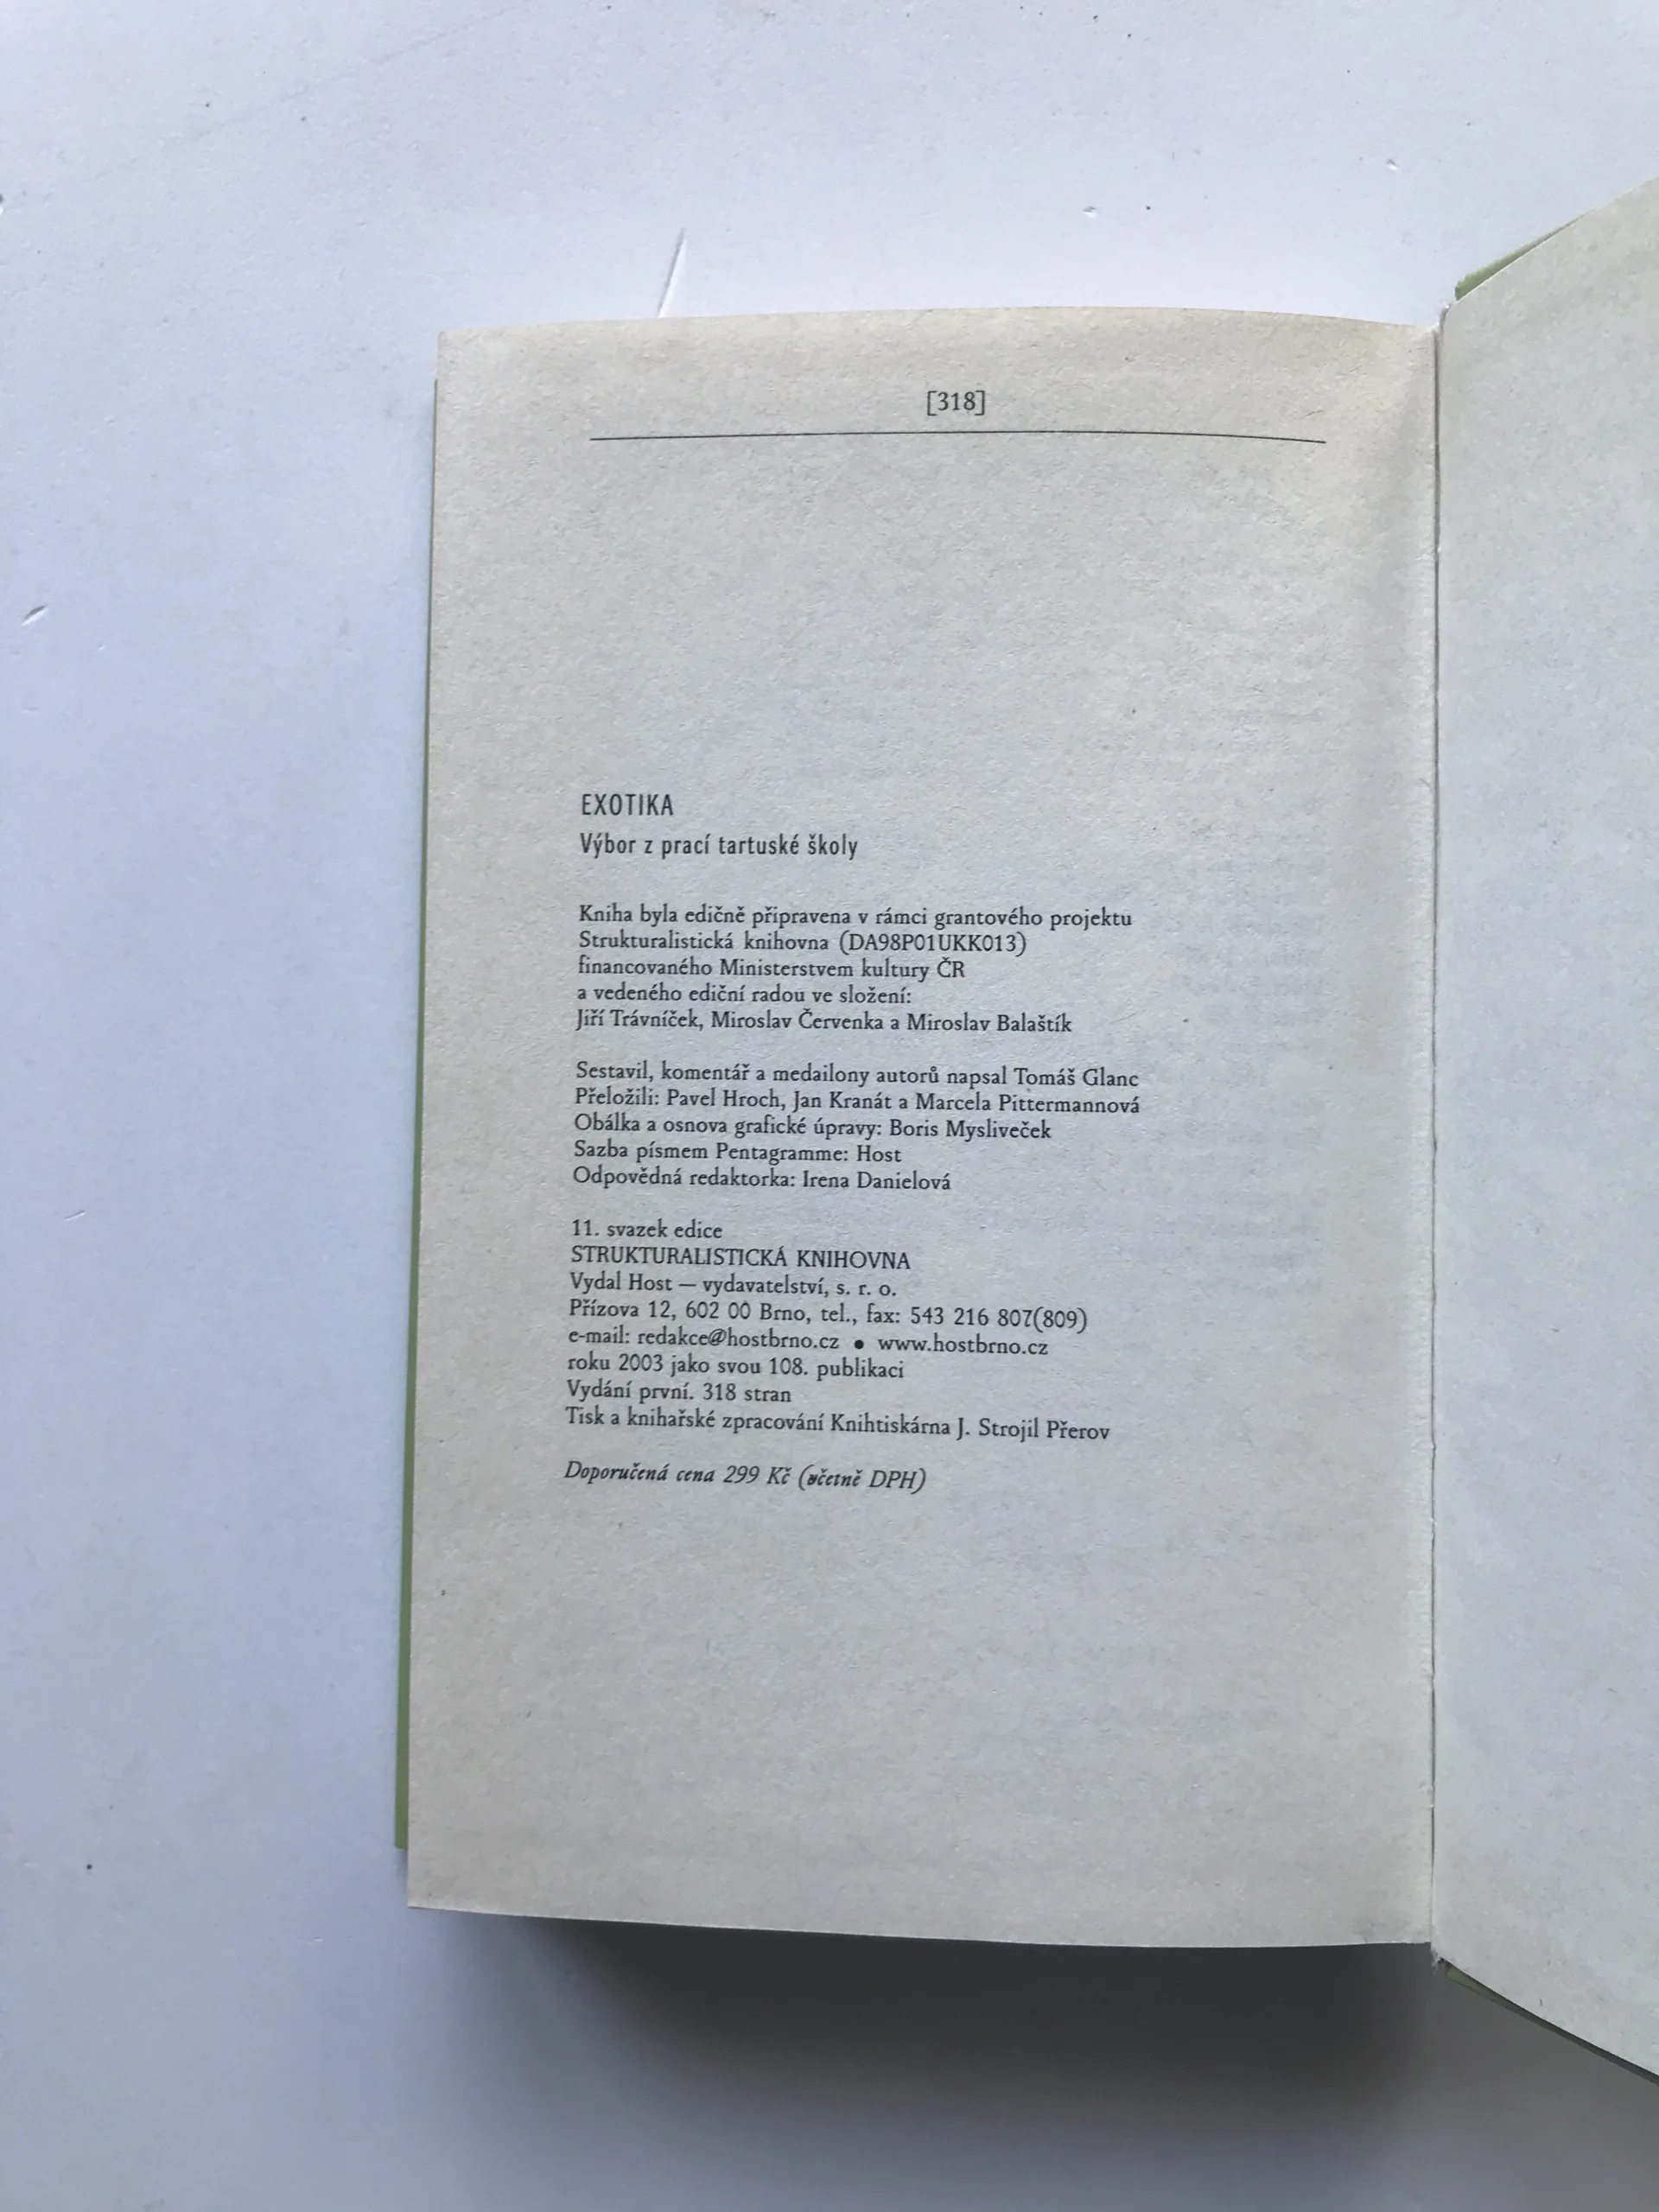 [318]
EXOTIKA
Výbor z prací tartuské školy
Kniha byla edičně připravena v rámci grantového projektu
Strukturalistická knihovna (DA98P01UKK013)
financovaného Ministerstvem kultury ČR
a vedeného ediční radou ve složení:
Jiří Trávníček, Miroslav Červenka a Miroslav Balaštík
Sestavil, komentář a medailony autorů napsal Tomáš Glanc
Přeložili: Pavel Hroch, Jan Kranát a Marcela Pittermannová
Obálka a osnova grafické úpravy: Boris Mysliveček
Sazba písmem Pentagramme: Host
Odpovědná redaktorka: Irena Danielová
11. svazek edice
STRUKTURALISTICKÁ KNIHOVNA
Vydal Host — vydavatelství, s. r. o.
Přízova 12, 602 00 Brno, tel., fax: 543 216 807(809)
e-mail: redakce@hostbrno.cz • www.hostbrno.cz
roku 2003 jako svou 108. publikaci
Vydání první. 318 stran
Tisk a knihařské zpracování Knihtiskárna J. Strojil Přerov
Doporučená cena 299 Kč (včetně DPH)